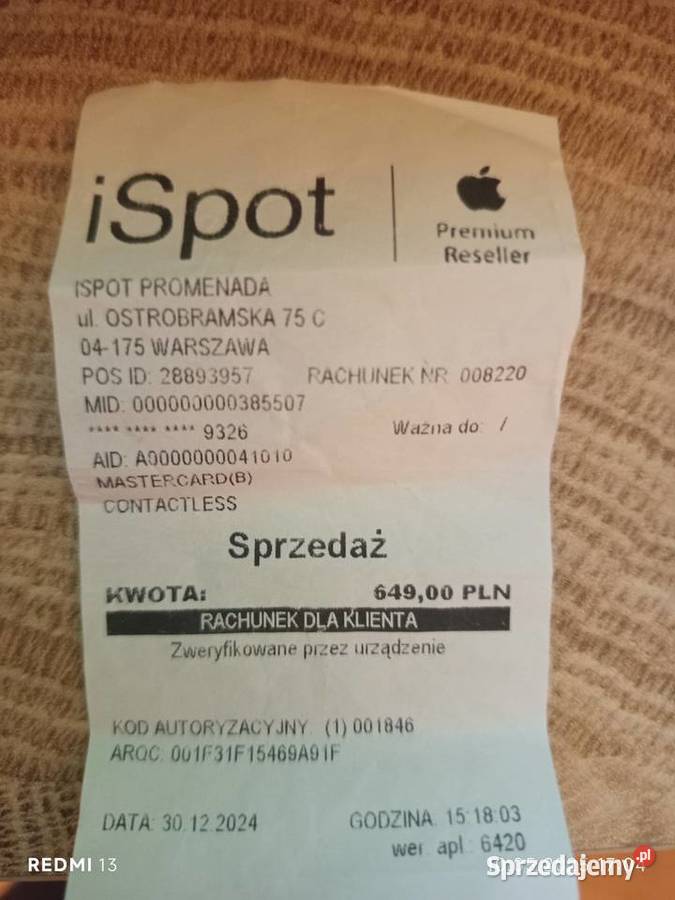 iSpot
Premium
Reseller
ISPOT PROMENADA
ul. OSTROBRAMSKA 75 C
04-175 WARSZAWA
POS ID: 28893957 RACHUNEK NR 008220
MID: 000000000385507
**** **** **** 9326 Ważna do: /
AID: A0000000041010
MASTERCARD(B)
CONTACTLESS
Sprzedaż
KWOTA: 649,00 PLN
RACHUNEK DLA KLIENTA
Zweryfikowane przez urządzenie
KOD AUTORYZACYJNY: (1) 001846
ARQC: 001F31F15469A91F
DATA: 30.12.2024 GODZINA: 15:18:03
wer. apl.: 6420
REDMI 13
Sprzedajemy.pl